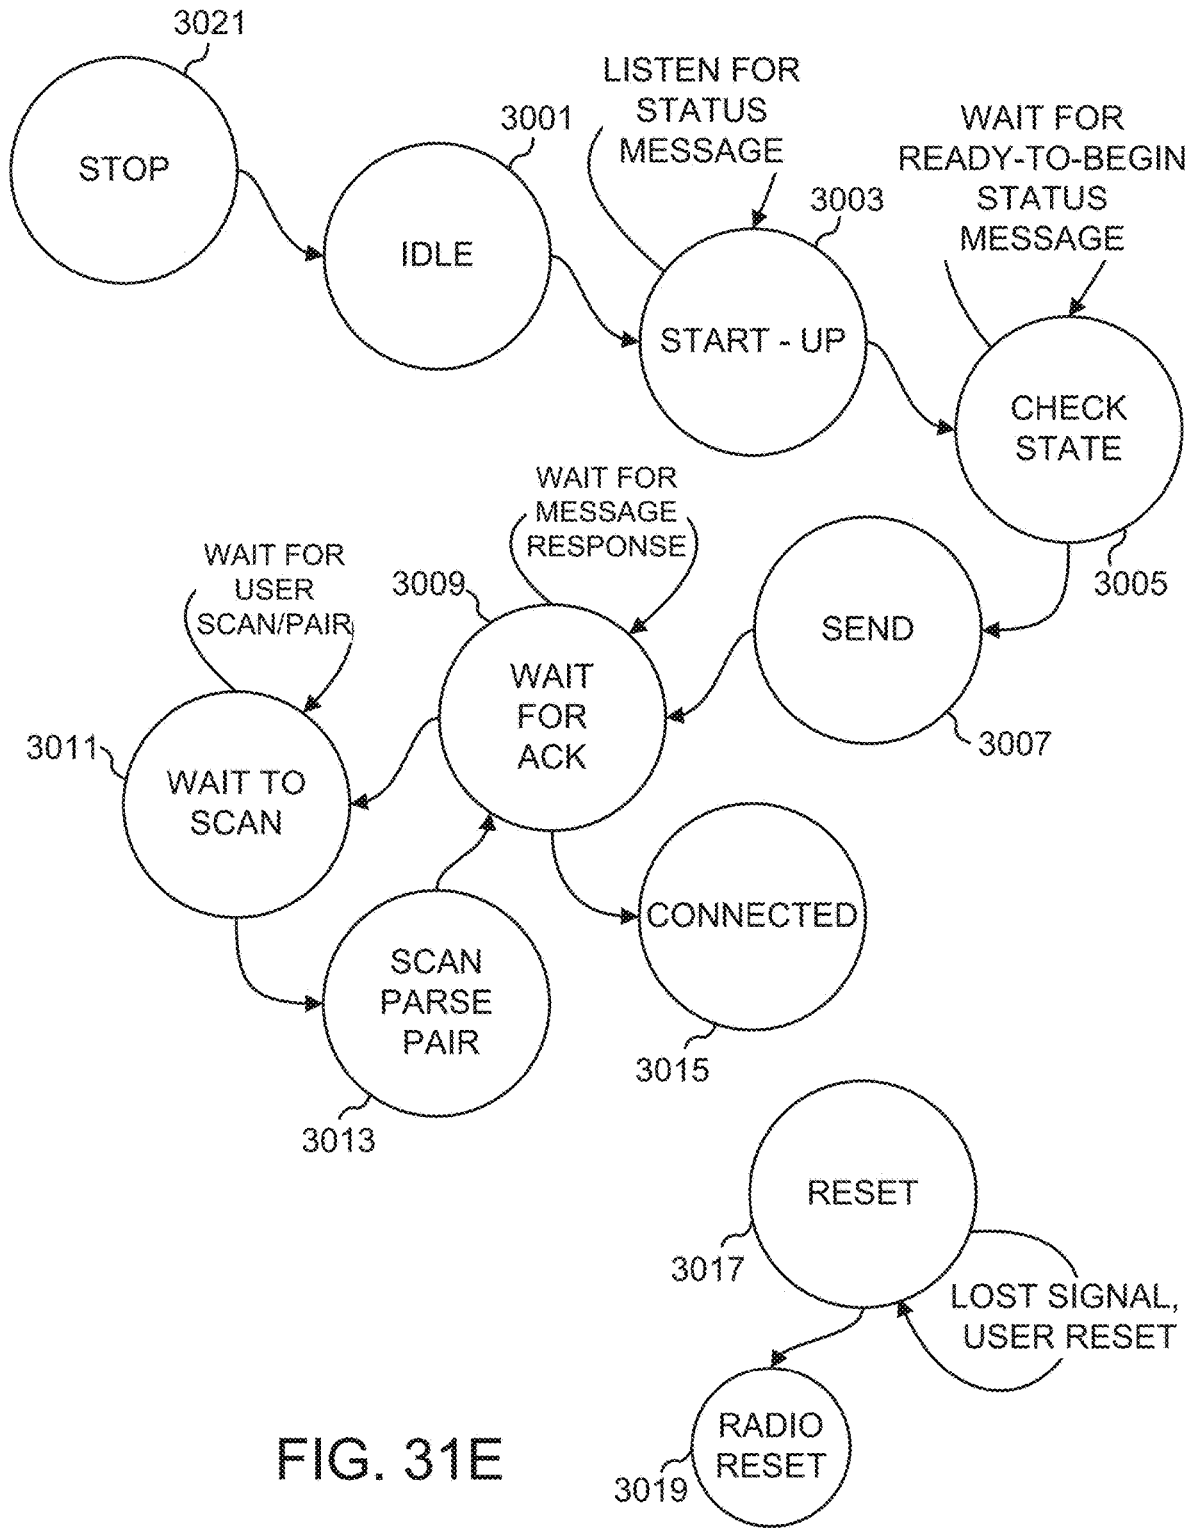 3021
STOP
3001
IDLE
LISTEN FOR
STATUS
MESSAGE
3003
START - UP
WAIT FOR
READY-TO-BEGIN
STATUS
MESSAGE
CHECK
STATE
3005
SEND
3007
WAIT FOR
MESSAGE
RESPONSE
3009
WAIT
FOR
ACK
WAIT FOR
USER
SCAN/PAIR
3011
WAIT TO
SCAN
SCAN
PARSE
PAIR
3013
CONNECTED
3015
RESET
3017
LOST SIGNAL,
USER RESET
RADIO
RESET
3019
FIG. 31E